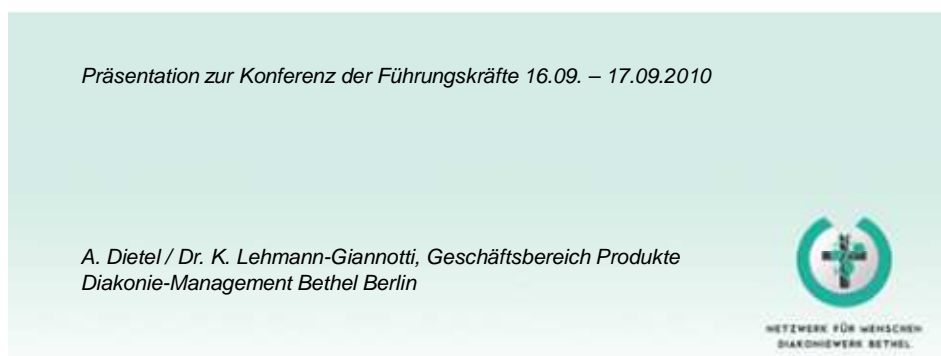 Präsentation zur Konferenz der Führungskräfte 16.09. – 17.09.2010
A. Dietel / Dr. K. Lehmann-Giannotti, Geschäftsbereich Produkte
Diakonie-Management Bethel Berlin
NETZWERK FÜR MENSCHEN
DIAKONIEWERK BETHEL